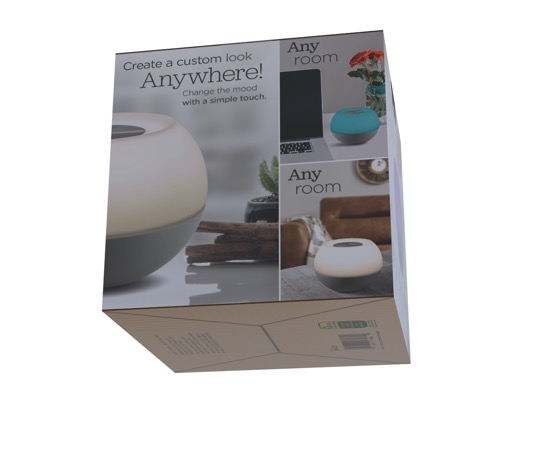 Create a custom look
Anywhere!
Change the mood
with a simple touch.
Any
room
Any
room